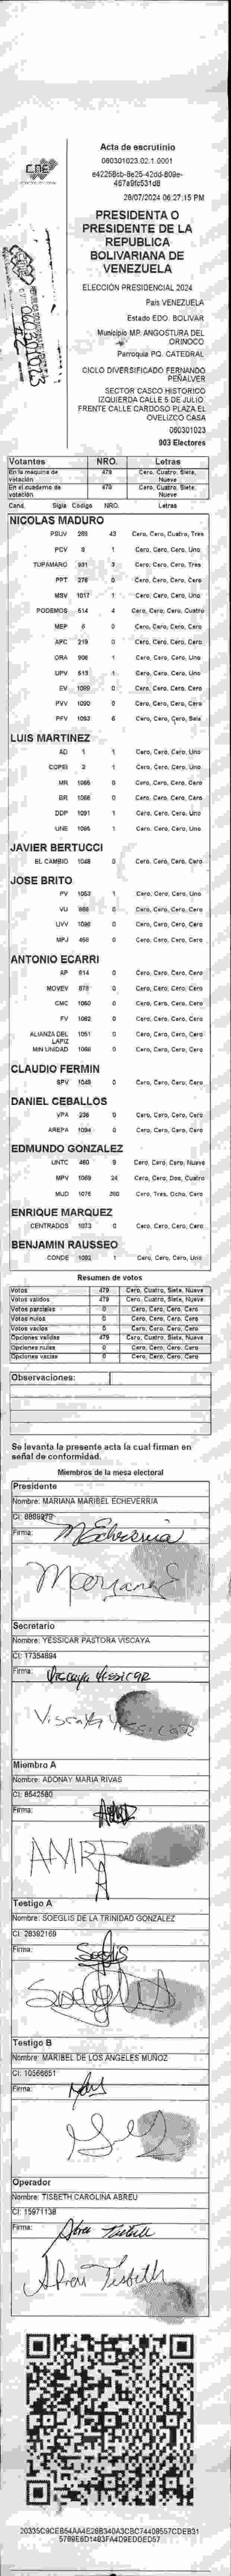 CNE
Acta de escrutinio
080301023.02.1.0001
467a9fc531d8
28/07/2024 06:27:15 PM
PRESIDENTA O
PRESIDENTE DE LA
REPUBLICA
BOLIVARIANA DE
VENEZUELA
ELECCION PRESIDENCIAL 2024
País VENEZUELA
Estado EDO. BOLIVAR
Municipio MP. ANGOSTURA DEL
ORINOCO
Parroquia PQ. CATEDRAL
CICLO DIVERSIFICADO FERNANDO
PEÑALVER
SECTOR CASCO HISTORICO
IZQUIERDA CALLE 5 DE JULIO.
FRENTE CALLE CARDOSO PLAZA EL
OVELIZCO CASA
060301023
903 Electores
Votantes NRO. Letras
En la maquina de votación 479 Cero, Cuatro, Siete, Nueve
En el cuaderno de votación 479 Cero, Cuatro, Siete, Nueve
Cand. Sigla Código NRO. Letras
NICOLAS MADURO
PSUV 288 43 Cero, Cero, Cuatro, Tres
PCV 9 1 Cero, Cero, Cero, Uno
TUPAMARO 931 3 Cero, Cero, Cero, Tres
PPT 276 0 Cero, Cero, Cero, Cero
MSV 1017 1 Cero, Cero, Cero, Uno
PODEMOS 514 4 Cero, Cero, Cero, Cuatro
MEP 6 0 Cero, Cero, Cero, Cero
APC 219 0 Cero, Cero, Cero, Cero
ORA 906 1 Cero, Cero, Cero, Uno
UPV 513 1 Cero, Cero, Cero, Uno
EV 1099 0 Cero, Cero, Cero, Cero
PVV 1090 0 Cero, Cero, Cero, Cero
PFV 1093 6 Cero, Cero, Cero, Seis
LUIS MARTINEZ
AD 1 1 Cero, Cero, Cero, Uno
COPEI 2 1 Cero, Cero, Cero, Uno
MR 1065 0 Cero, Cero, Cero, Cero
BR 1066 0 Cero, Cero, Cero, Cero
DDP 1091 1 Cero, Cero, Cero, Uno
UNE 1095 1 Cero, Cero, Cero, Uno
JAVIER BERTUCCI
EL CAMBIO 1048 0 Cero, Cero, Cero, Cero
JOSE BRITO
PV 1053 1 Cero, Cero, Cero, Uno
VU 968 0 Cero, Cero, Cero, Cero
UVV 1096 0 Cero, Cero, Cero, Cero
MPJ 458 0 Cero, Cero, Cero, Cero
ANTONIO ECARRI
AP 814 0 Cero, Cero, Cero, Cero
MOVEV 878 0 Cero, Cero, Cero, Cero
CMC 1060 0 Cero, Cero, Cero, Cero
FV 1062 0 Cero, Cero, Cero, Cero
ALIANZA DEL LAPIZ 1051 0 Cero, Cero, Cero, Cero
MIN UNIDAD 1068 0 Cero, Cero, Cero, Cero
CLAUDIO FERMIN
SPV 1049 0 Cero, Cero, Cero, Cero
DANIEL CEBALLOS
VPA 236 0 Cero, Cero, Cero, Cero
AREPA 1094 0 Cero, Cero, Cero, Cero
EDMUNDO GONZALEZ
UNTC 460 9 Cero, Cero, Cero, Nueve
MPV 1069 24 Cero, Cero, Dos, Cuatro
MUD 1076 380 Cero, Tres, Ocho, Cero
ENRIQUE MARQUEZ
CENTRADOS 1073 0 Cero, Cero, Cero, Cero
BENJAMIN RAUSSEO
CONDE 1092 1 Cero, Cero, Cero, Uno
Resumen de votos
Votos 479 Cero, Cuatro, Siete, Nueve
Votos validos 479 Cero, Cuatro, Siete, Nueve
Votos parciales 0 Cero, Cero, Cero, Cero
Votos nulos 0 Cero, Cero, Cero, Cero
Votos vacios 0 Cero, Cero, Cero, Cero
Opciones validas 479 Cero, Cuatro, Siete, Nueve
Opciones nulas 0 Cero, Cero, Cero, Cero
Opciones vacias 0 Cero, Cero, Cero, Cero
Observaciones:
Se levanta la presente acta la cual firman en
señal de conformidad.
Miembros de la mesa electoral
Presidente
Nombre: MARIANA MARIBEL ECHEVERRIA
CI: 8869979
Firma: MEcheverria
Mariana E
Secretario
Nombre: YESSICAR PASTORA VISCAYA
CI: 17354894
Firma: Viscaya Yessicar
Viscaya Yessicar
Miembro A
Nombre: ADONAY MARIA RIVAS
CI: 8542580
Firma:
AMR
Testigo A
Nombre: SOEGLIS DE LA TRINIDAD GONZALEZ
CI: 28392169
Firma: Soeglis
Testigo B
Nombre: MARIBEL DE LOS ANGELES MUÑOZ
CI: 10566651
Firma:
Operador
Nombre: TISBETH CAROLINA ABREU
CI: 15971138
Firma: Abreu Tisbeth
Abreu Tisbeth